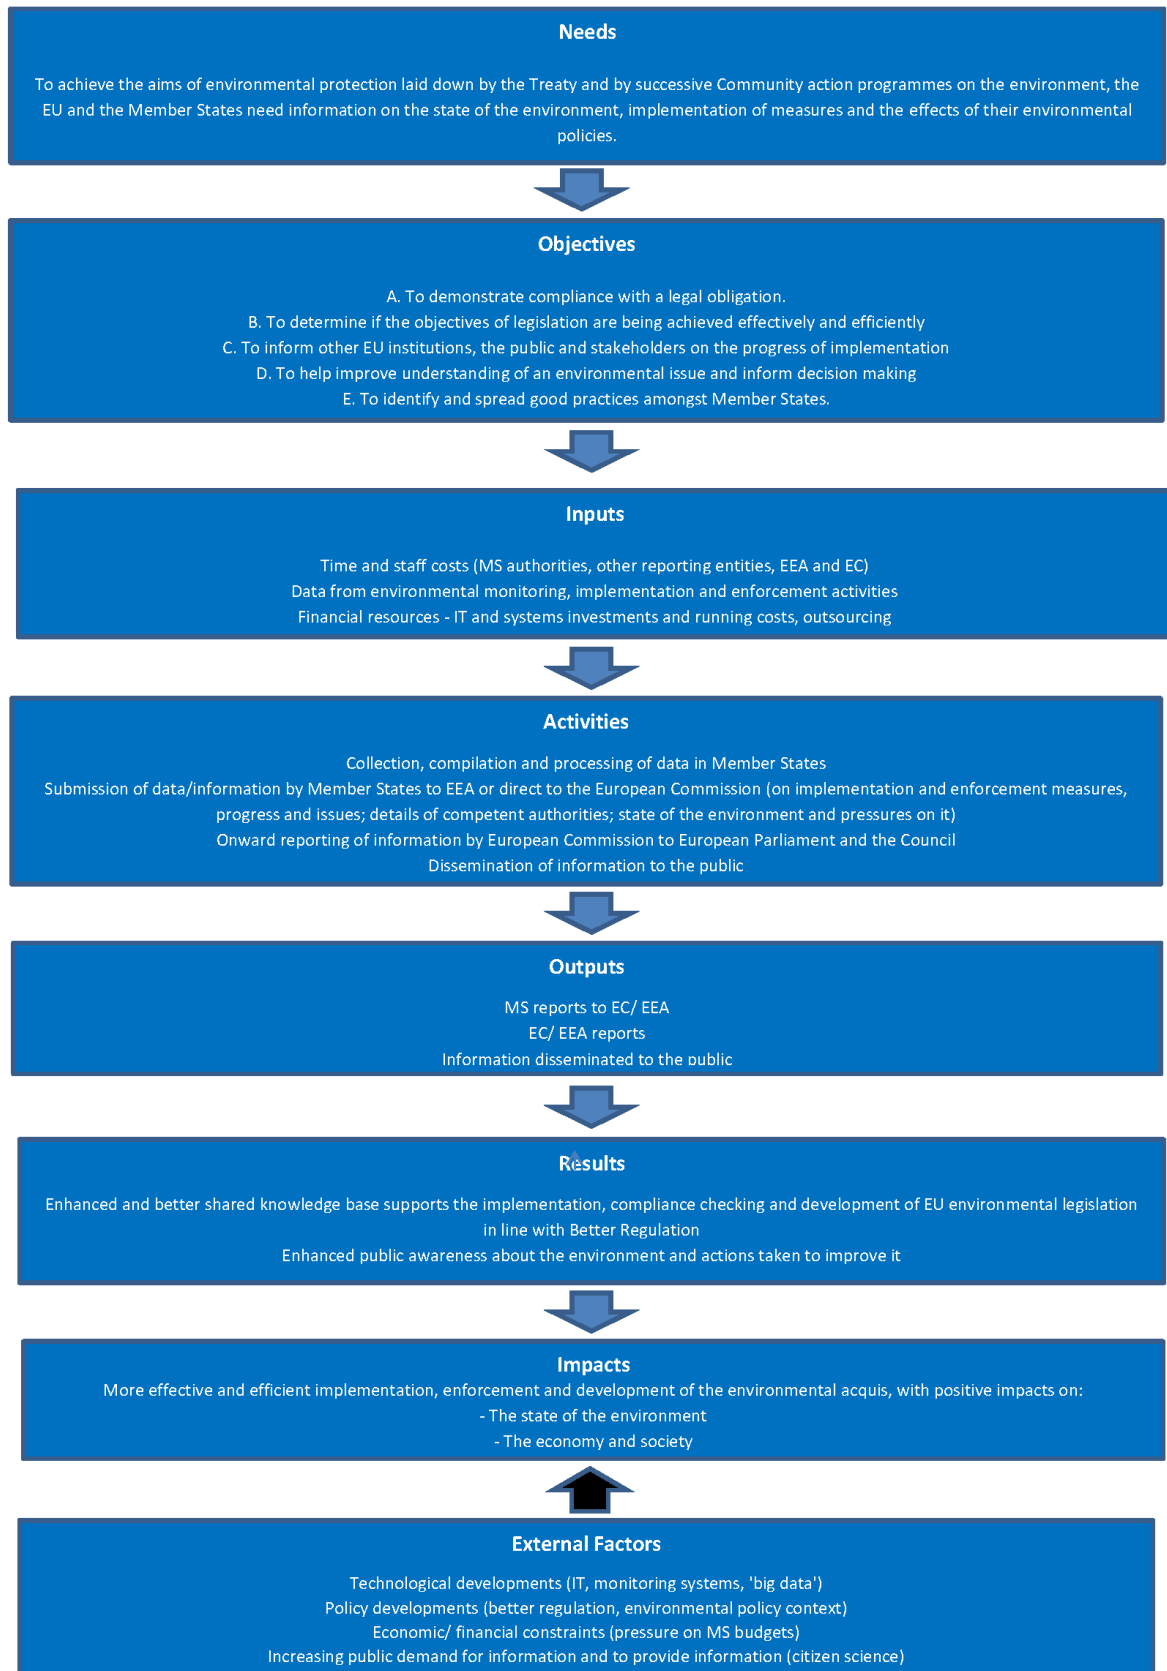 Needs
To achieve the aims of environmental protection laid down by the Treaty and by successive Community action programmes on the environment, the
EU and the Member States need information on the state of the environment, implementation of measures and the effects of their environmental
policies.
Objectives
A. To demonstrate compliance with a legal obligation.
B. To determine if the objectives of legislation are being achieved effectively and efficiently
C. To inform other EU institutions, the public and stakeholders on the progress of implementation
D. To help improve understanding of an environmental issue and inform decision making
E. To identify and spread good practices amongst Member States.
Inputs
Time and staff costs (MS authorities, other reporting entities, EEA and EC)
Data from environmental monitoring, implementation and enforcement activities
Financial resources - IT and systems investments and running costs, outsourcing
Activities
Collection, compilation and processing of data in Member States
Submission of data/information by Member States to EEA or direct to the European Commission (on implementation and enforcement measures,
progress and issues; details of competent authorities; state of the environment and pressures on it)
Onward reporting of information by European Commission to European Parliament and the Council
Dissemination of information to the public
Outputs
MS reports to EC/ EEA
EC/ EEA reports
Information disseminated to the public
Results
Enhanced and better shared knowledge base supports the implementation, compliance checking and development of EU environmental legislation
in line with Better Regulation
Enhanced public awareness about the environment and actions taken to improve it
Impacts
More effective and efficient implementation, enforcement and development of the environmental acquis, with positive impacts on:
- The state of the environment
- The economy and society
External Factors
Technological developments (IT, monitoring systems, 'big data')
Policy developments (better regulation, environmental policy context)
Economic/ financial constraints (pressure on MS budgets)
Increasing public demand for information and to provide information (citizen science)